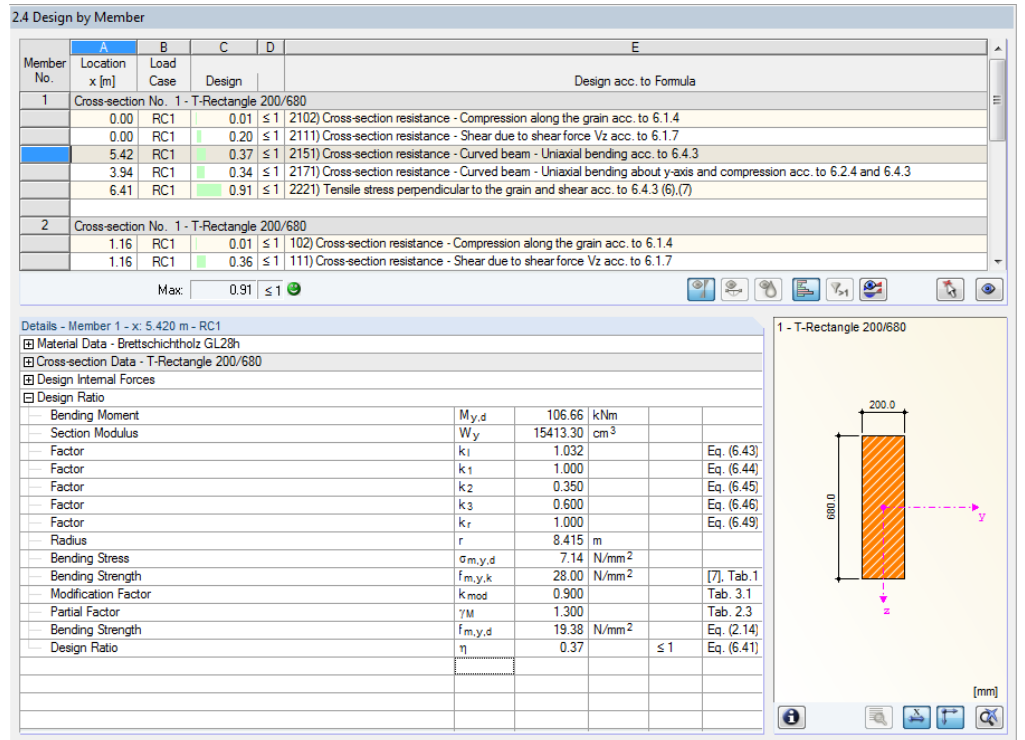 2.4 Design by Member
A B C D E
Member No. Location x [m] Load Case Design Design acc. to Formula
1 Cross-section No. 1 - T-Rectangle 200/680
0.00 RC1 0.01 ≤ 1 2102) Cross-section resistance - Compression along the grain acc. to 6.1.4
0.00 RC1 0.20 ≤ 1 2111) Cross-section resistance - Shear due to shear force Vz acc. to 6.1.7
5.42 RC1 0.37 ≤ 1 2151) Cross-section resistance - Curved beam - Uniaxial bending acc. to 6.4.3
3.94 RC1 0.34 ≤ 1 2171) Cross-section resistance - Curved beam - Uniaxial bending about y-axis and compression acc. to 6.2.4 and 6.4.3
6.41 RC1 0.91 ≤ 1 2221) Tensile stress perpendicular to the grain and shear acc. to 6.4.3 (6),(7)
2 Cross-section No. 1 - T-Rectangle 200/680
1.16 RC1 0.01 ≤ 1 102) Cross-section resistance - Compression along the grain acc. to 6.1.4
1.16 RC1 0.36 ≤ 1 111) Cross-section resistance - Shear due to shear force Vz acc. to 6.1.7
Max: 0.91 ≤ 1
Details - Member 1 - x: 5.420 m - RC1
Material Data - Brettschichtholz GL28h
Cross-section Data - T-Rectangle 200/680
Design Internal Forces
Design Ratio
Bending Moment My,d 106.66 kNm
Section Modulus Wy 15413.30 cm3
Factor kl 1.032 Eq. (6.43)
Factor k1 1.000 Eq. (6.44)
Factor k2 0.350 Eq. (6.45)
Factor k3 0.600 Eq. (6.46)
Factor kr 1.000 Eq. (6.49)
Radius r 8.415 m
Bending Stress σm,y,d 7.14 N/mm2
Bending Strength fm,y,k 28.00 N/mm2 [7], Tab.1
Modification Factor kmod 0.900 Tab. 3.1
Partial Factor γM 1.300 Tab. 2.3
Bending Strength fm,y,d 19.38 N/mm2 Eq. (2.14)
Design Ratio η 0.37 ≤ 1 Eq. (6.41)
1 - T-Rectangle 200/680
200.0
680.0
y
z
[mm]